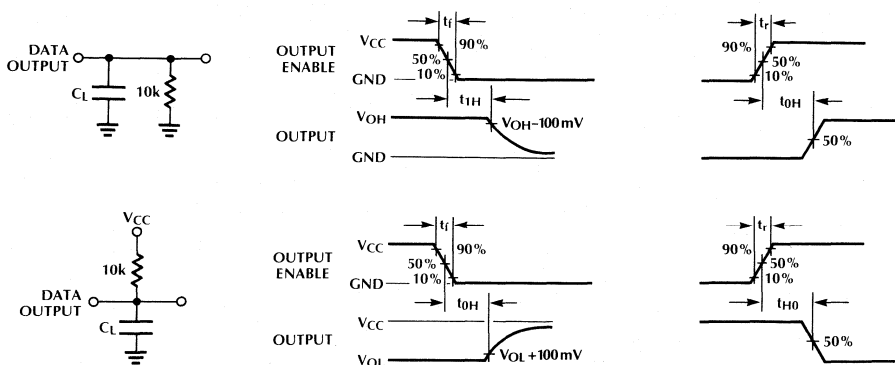 DATA
OUTPUT
CL
10k
OUTPUT
ENABLE
VCC
GND
tf
90%
50%
10%
t1H
OUTPUT
VOH
GND
VOH−100mV
tr
90%
50%
10%
t0H
50%
VCC
10k
DATA
OUTPUT
CL
OUTPUT
ENABLE
VCC
GND
tf
90%
50%
10%
t0H
OUTPUT
VCC
VOL
VOL+100mV
tr
90%
50%
10%
tH0
50%